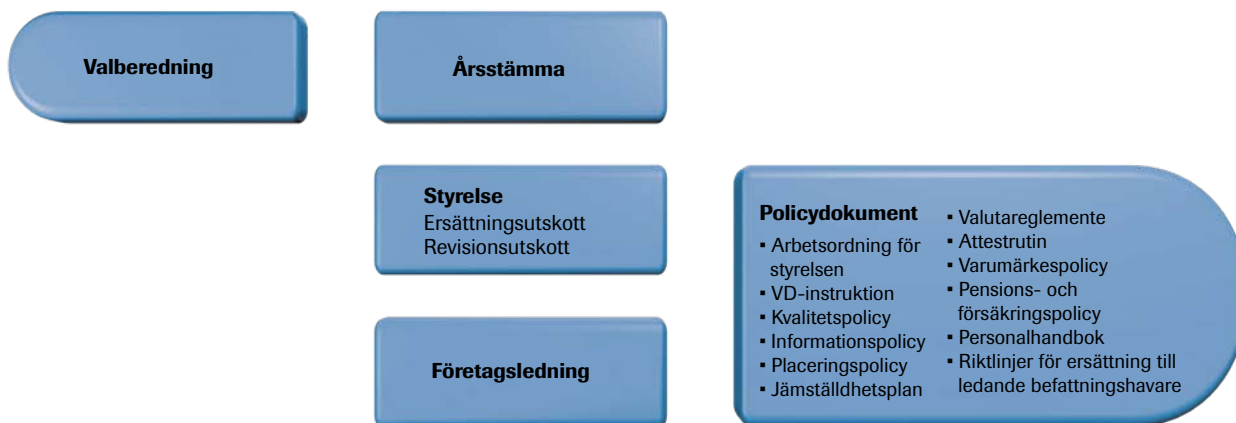 Valberedning
Årsstämma
Styrelse
Ersättningsutskott
Revisionsutskott
Företagsledning
Policydokument
▪ Arbetsordning för
styrelsen
▪ VD-instruktion
▪ Kvalitetspolicy
▪ Informationspolicy
▪ Placeringspolicy
▪ Jämställdhetsplan
▪ Valutareglemente
▪ Attestrutin
▪ Varumärkespolicy
▪ Pensions- och
försäkringspolicy
▪ Personalhandbok
▪ Riktlinjer för ersättning till
ledande befattningshavare